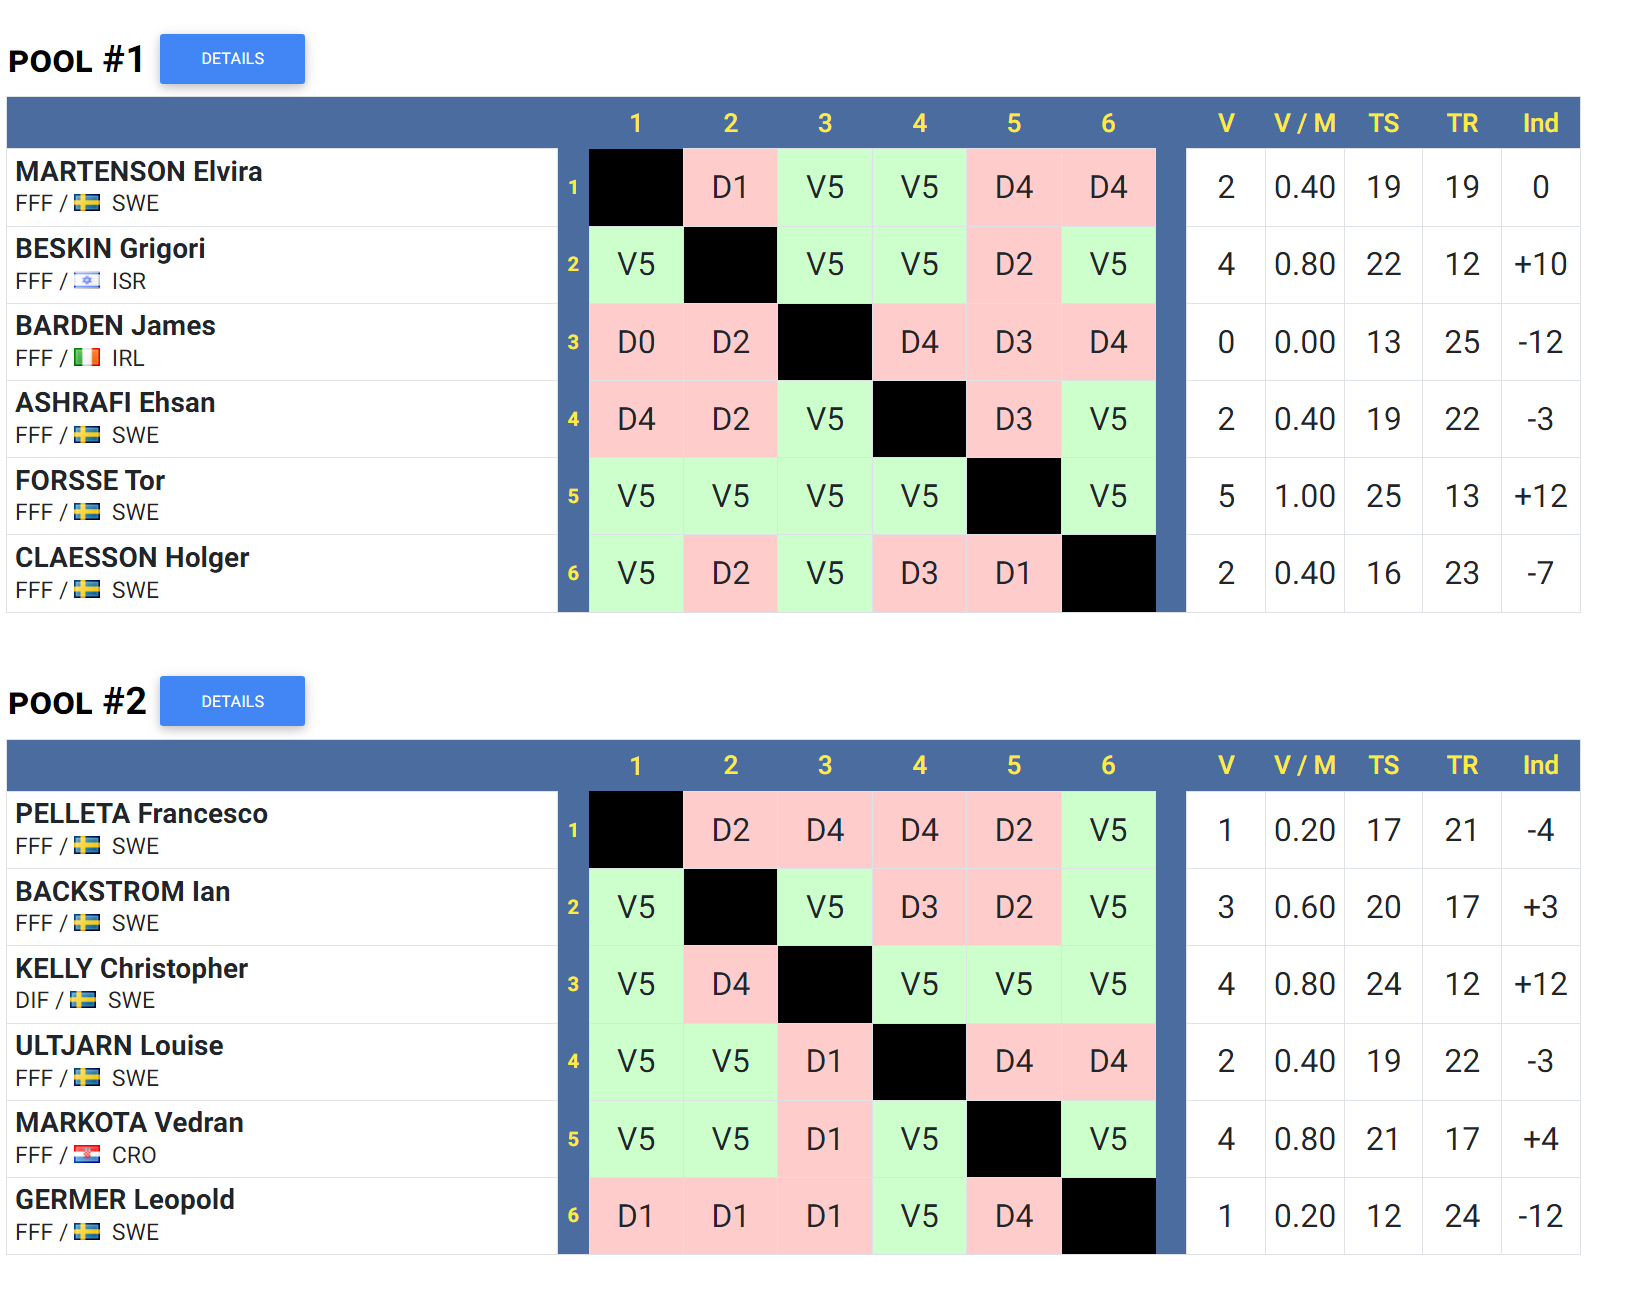 POOL #1 DETAILS
1 2 3 4 5 6 V V / M TS TR Ind
MARTENSON Elvira
FFF / SWE
1 D1 V5 V5 D4 D4 2 0.40 19 19 0
BESKIN Grigori
FFF / ISR
2 V5 V5 V5 D2 V5 4 0.80 22 12 +10
BARDEN James
FFF / IRL
3 D0 D2 D4 D3 D4 0 0.00 13 25 -12
ASHRAFI Ehsan
FFF / SWE
4 D4 D2 V5 D3 V5 2 0.40 19 22 -3
FORSSE Tor
FFF / SWE
5 V5 V5 V5 V5 V5 5 1.00 25 13 +12
CLAESSON Holger
FFF / SWE
6 V5 D2 V5 D3 D1 2 0.40 16 23 -7
POOL #2 DETAILS
1 2 3 4 5 6 V V / M TS TR Ind
PELLETA Francesco
FFF / SWE
1 D2 D4 D4 D2 V5 1 0.20 17 21 -4
BACKSTROM Ian
FFF / SWE
2 V5 V5 D3 D2 V5 3 0.60 20 17 +3
KELLY Christopher
DIF / SWE
3 V5 D4 V5 V5 V5 4 0.80 24 12 +12
ULTJARN Louise
FFF / SWE
4 V5 V5 D1 D4 D4 2 0.40 19 22 -3
MARKOTA Vedran
FFF / CRO
5 V5 V5 D1 V5 V5 4 0.80 21 17 +4
GERMER Leopold
FFF / SWE
6 D1 D1 D1 V5 D4 1 0.20 12 24 -12